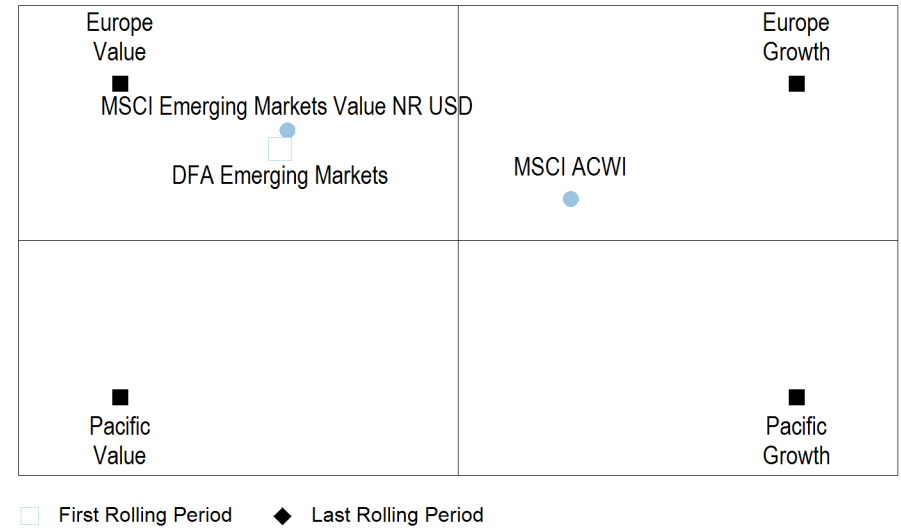 Europe
Value
Europe
Growth
MSCI Emerging Markets Value NR USD
MSCI ACWI
DFA Emerging Markets
Pacific
Value
Pacific
Growth
First Rolling Period
Last Rolling Period